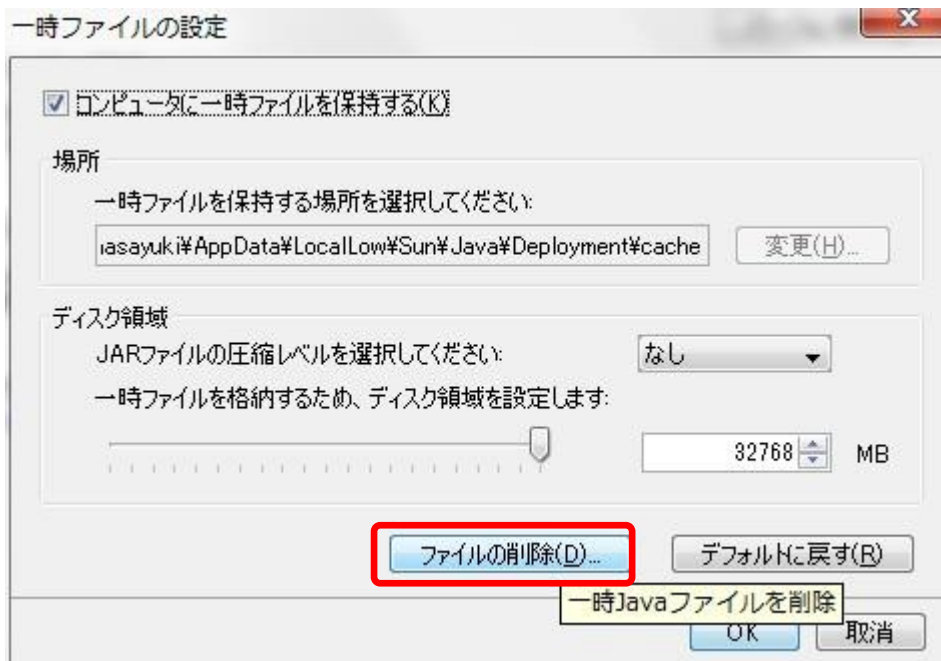 一時ファイルの設定
コンピュータに一時ファイルを保持する(K)
場所
一時ファイルを保持する場所を選択してください:
asayuki¥AppData¥LocalLow¥Sun¥Java¥Deployment¥cache
変更(H)...
ディスク領域
JARファイルの圧縮レベルを選択してください:
なし
一時ファイルを格納するため、ディスク領域を設定します:
32768 MB
ファイルの削除(D)...
デフォルトに戻す(R)
一時Javaファイルを削除
OK
取消